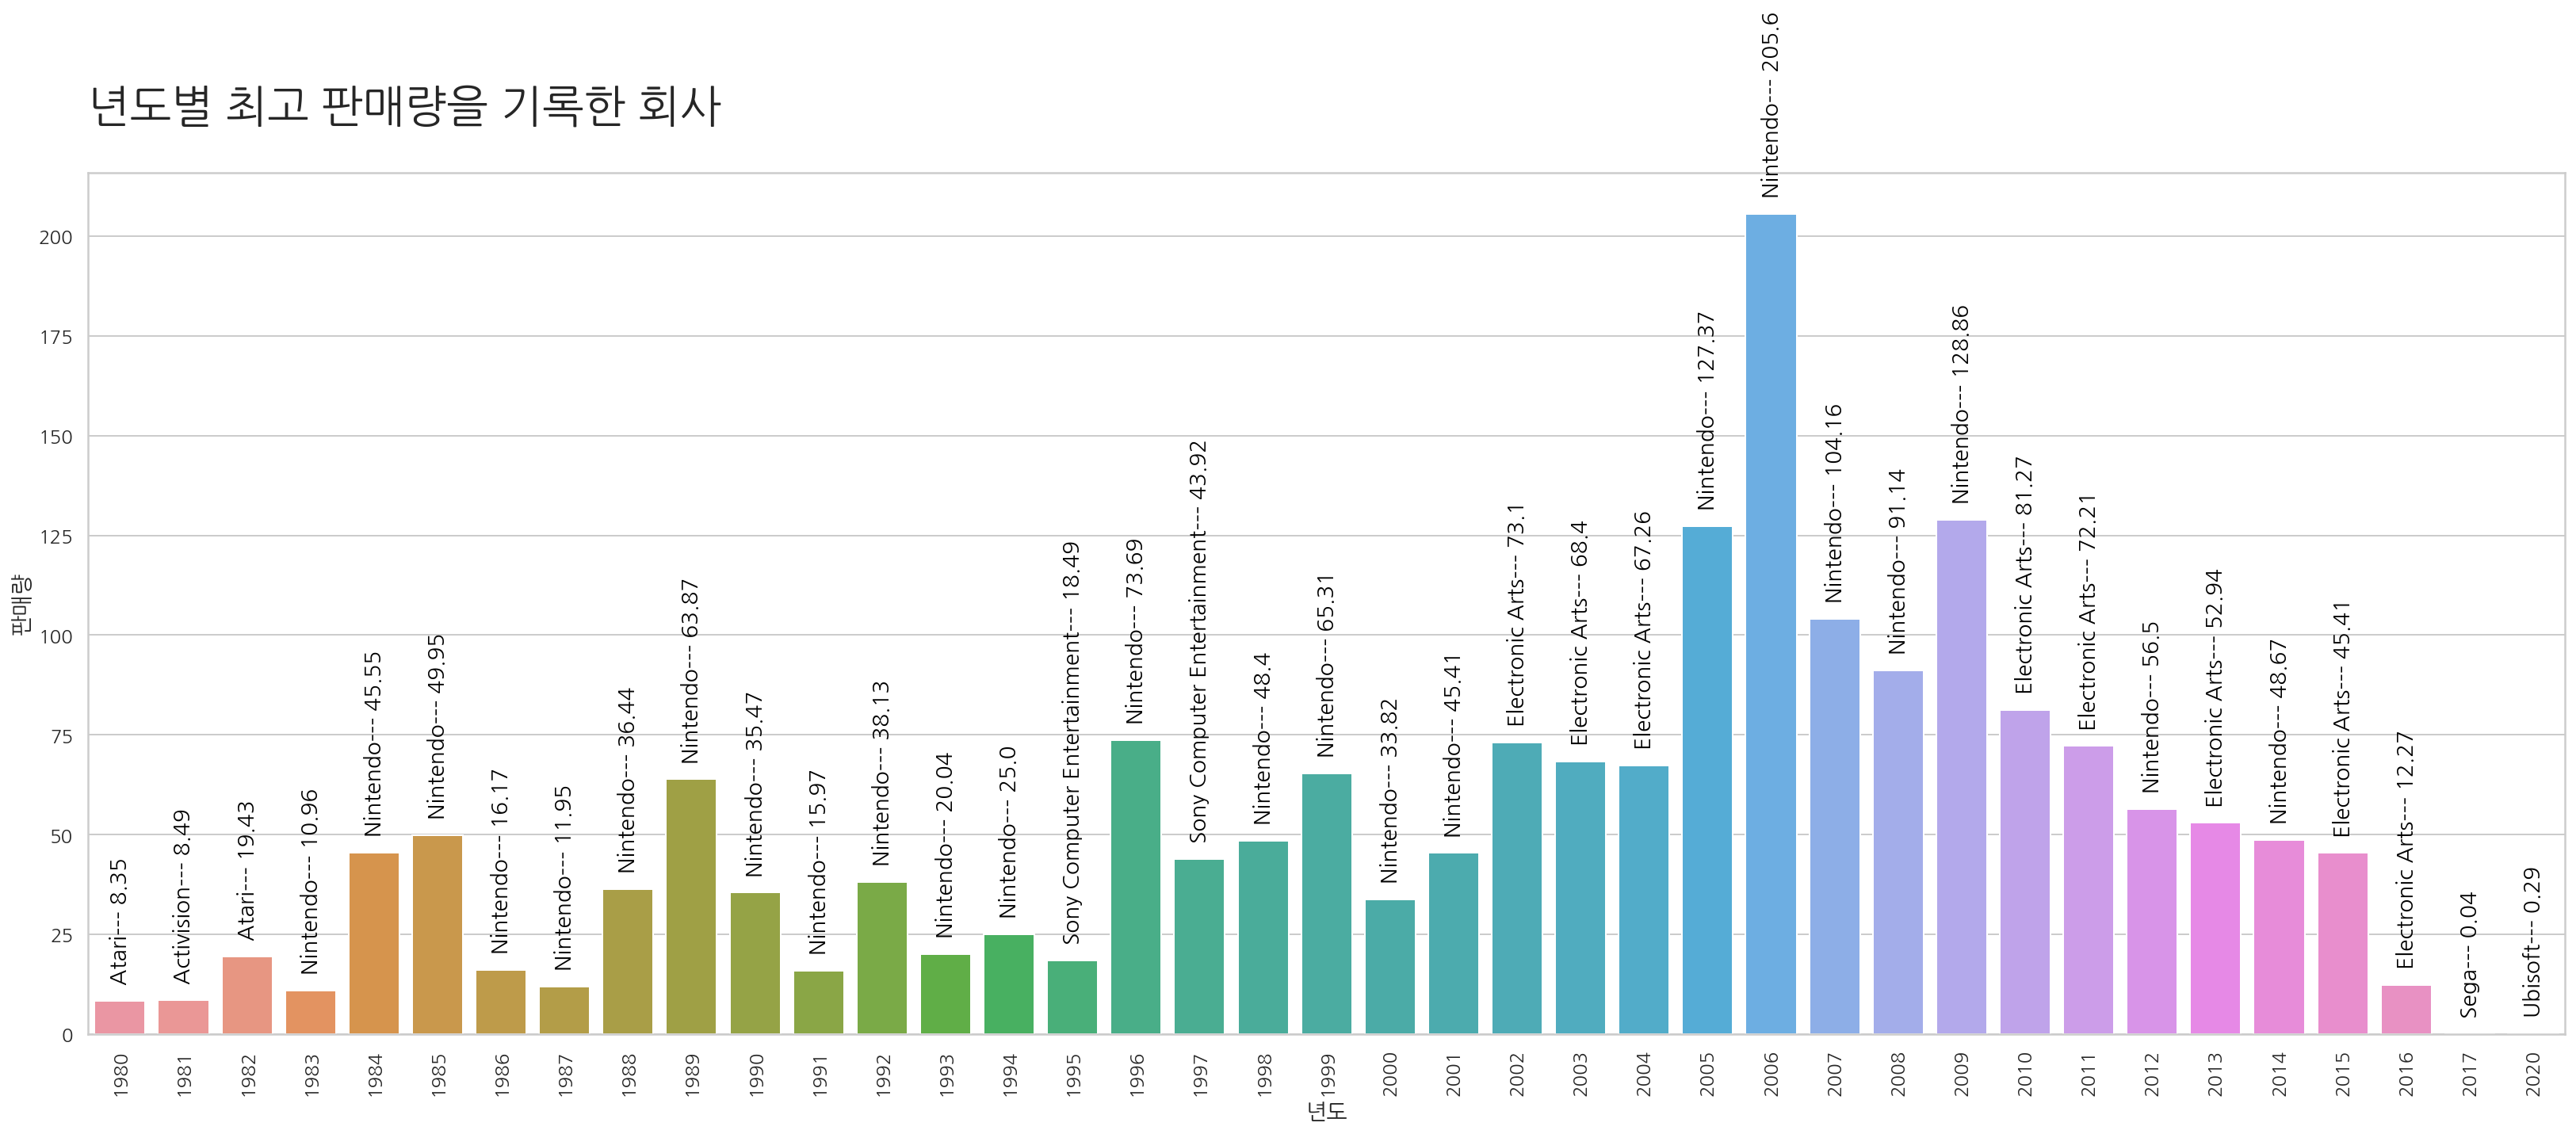 년도별 최고 판매량을 기록한 회사
판매량
200
175
150
125
100
75
50
25
0
Atari--- 8.35
Activision--- 8.49
Atari--- 19.43
Nintendo--- 10.96
Nintendo--- 45.55
Nintendo--- 49.95
Nintendo--- 16.17
Nintendo--- 11.95
Nintendo--- 36.44
Nintendo--- 63.87
Nintendo--- 35.47
Nintendo--- 15.97
Nintendo--- 38.13
Nintendo--- 20.04
Nintendo--- 25.0
Sony Computer Entertainment--- 18.49
Nintendo--- 73.69
Sony Computer Entertainment--- 43.92
Nintendo--- 48.4
Nintendo--- 65.31
Nintendo--- 33.82
Nintendo--- 45.41
Electronic Arts--- 73.1
Electronic Arts--- 68.4
Electronic Arts--- 67.26
Nintendo--- 127.37
Nintendo--- 205.6
Nintendo--- 104.16
Nintendo--- 91.14
Nintendo--- 128.86
Electronic Arts--- 81.27
Electronic Arts--- 72.21
Nintendo--- 56.5
Electronic Arts--- 52.94
Nintendo--- 48.67
Electronic Arts--- 45.41
Electronic Arts--- 12.27
Sega--- 0.04
Ubisoft--- 0.29
1980
1981
1982
1983
1984
1985
1986
1987
1988
1989
1990
1991
1992
1993
1994
1995
1996
1997
1998
1999
2000
2001
2002
2003
2004
2005
2006
2007
2008
2009
2010
2011
2012
2013
2014
2015
2016
2017
2020
년도